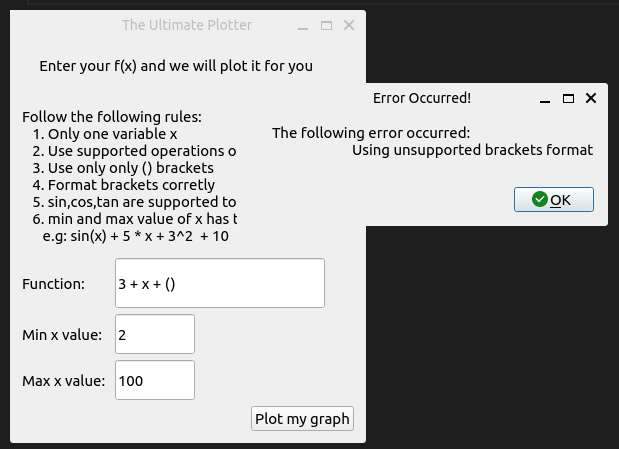 The Ultimate Plotter
Enter your f(x) and we will plot it for you
Follow the following rules:
1. Only one variable x
2. Use supported operations o
3. Use only only () brackets
4. Format brackets corretly
5. sin,cos,tan are supported to
6. min and max value of x has t
e.g: sin(x) + 5 * x + 3^2 + 10
Function:
3 + x + ()
Min x value:
2
Max x value:
100
Plot my graph
Error Occurred!
The following error occurred:
Using unsupported brackets format
OK